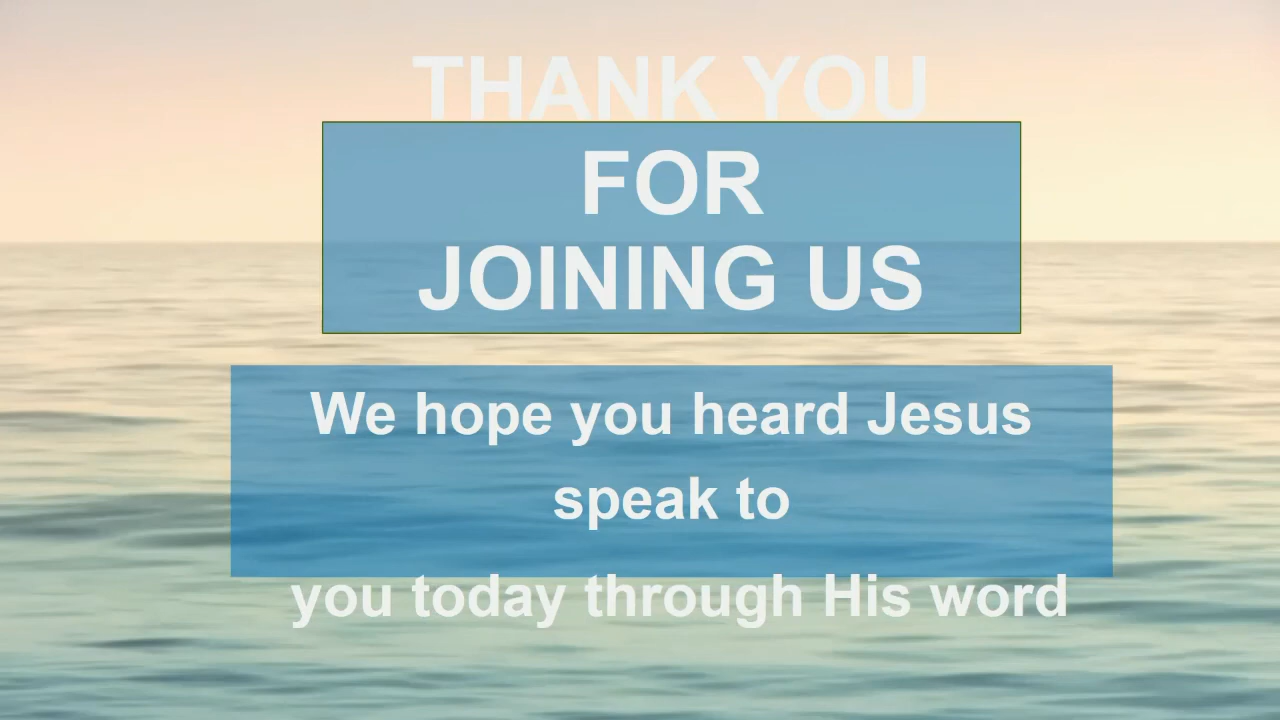 THANK YOU
FOR
JOINING US
We hope you heard Jesus
speak to
you today through His word